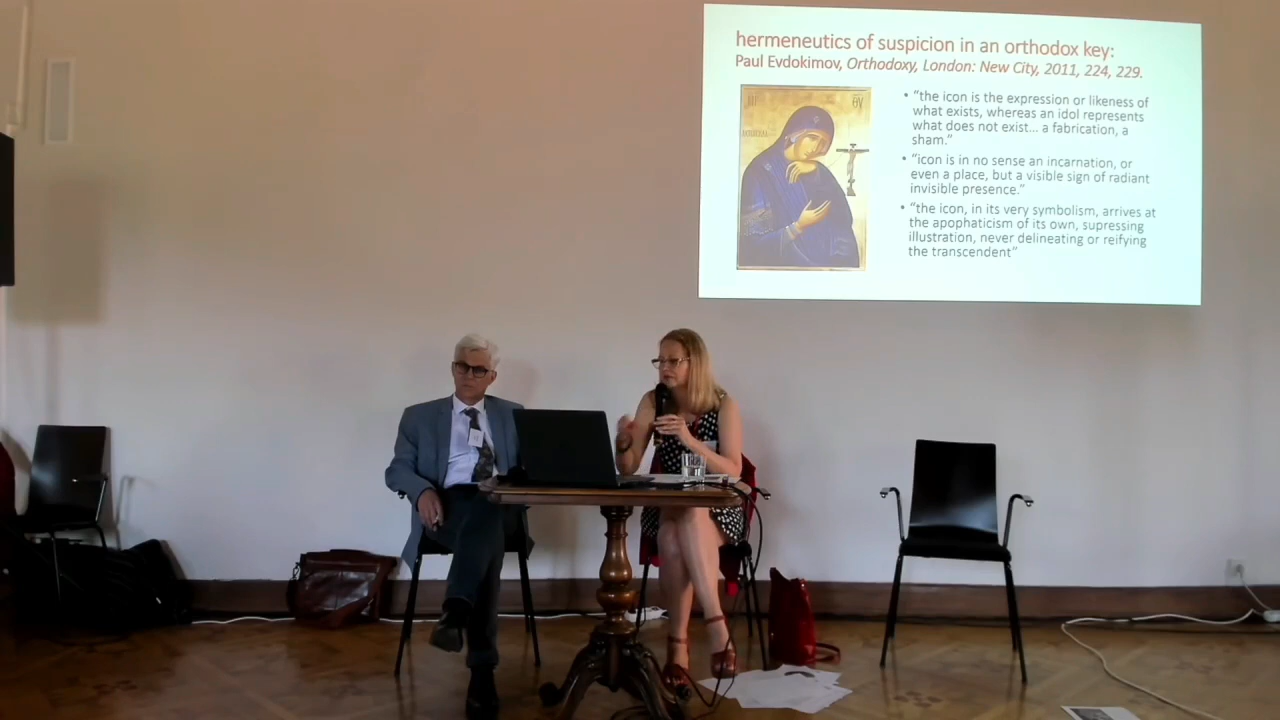 hermeneutics of suspicion in an orthodox key:
Paul Evdokimov, Orthodoxy, London: New City, 2011, 224, 229.
• “the icon is the expression or likeness of
what exists, whereas an idol represents
what does not exist... a fabrication, a
sham.”
• “icon is in no sense an incarnation, or
even a place, but a visible sign of radiant
invisible presence.”
• “the icon, in its very symbolism, arrives at
the apophaticism of its own, supressing
illustration, never delineating or reifying
the transcendent”